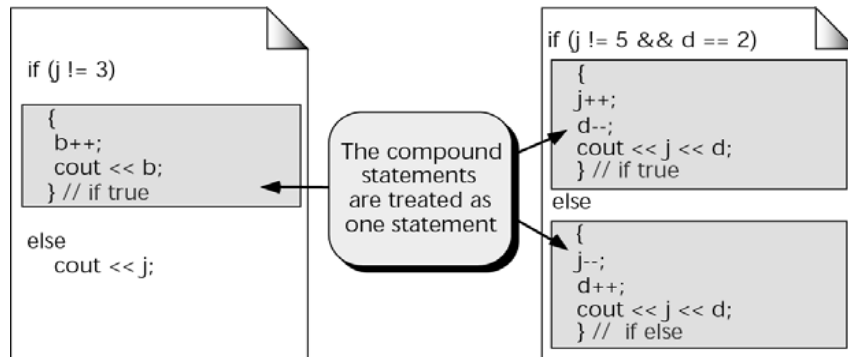 if (j != 3)
{
b++;
cout << b;
} // if true
else
cout << j;
The compound
statements
are treated as
one statement
if (j != 5 && d == 2)
{
j++;
d--;
cout << j << d;
} // if true
else
{
j--;
d++;
cout << j << d;
} // if else